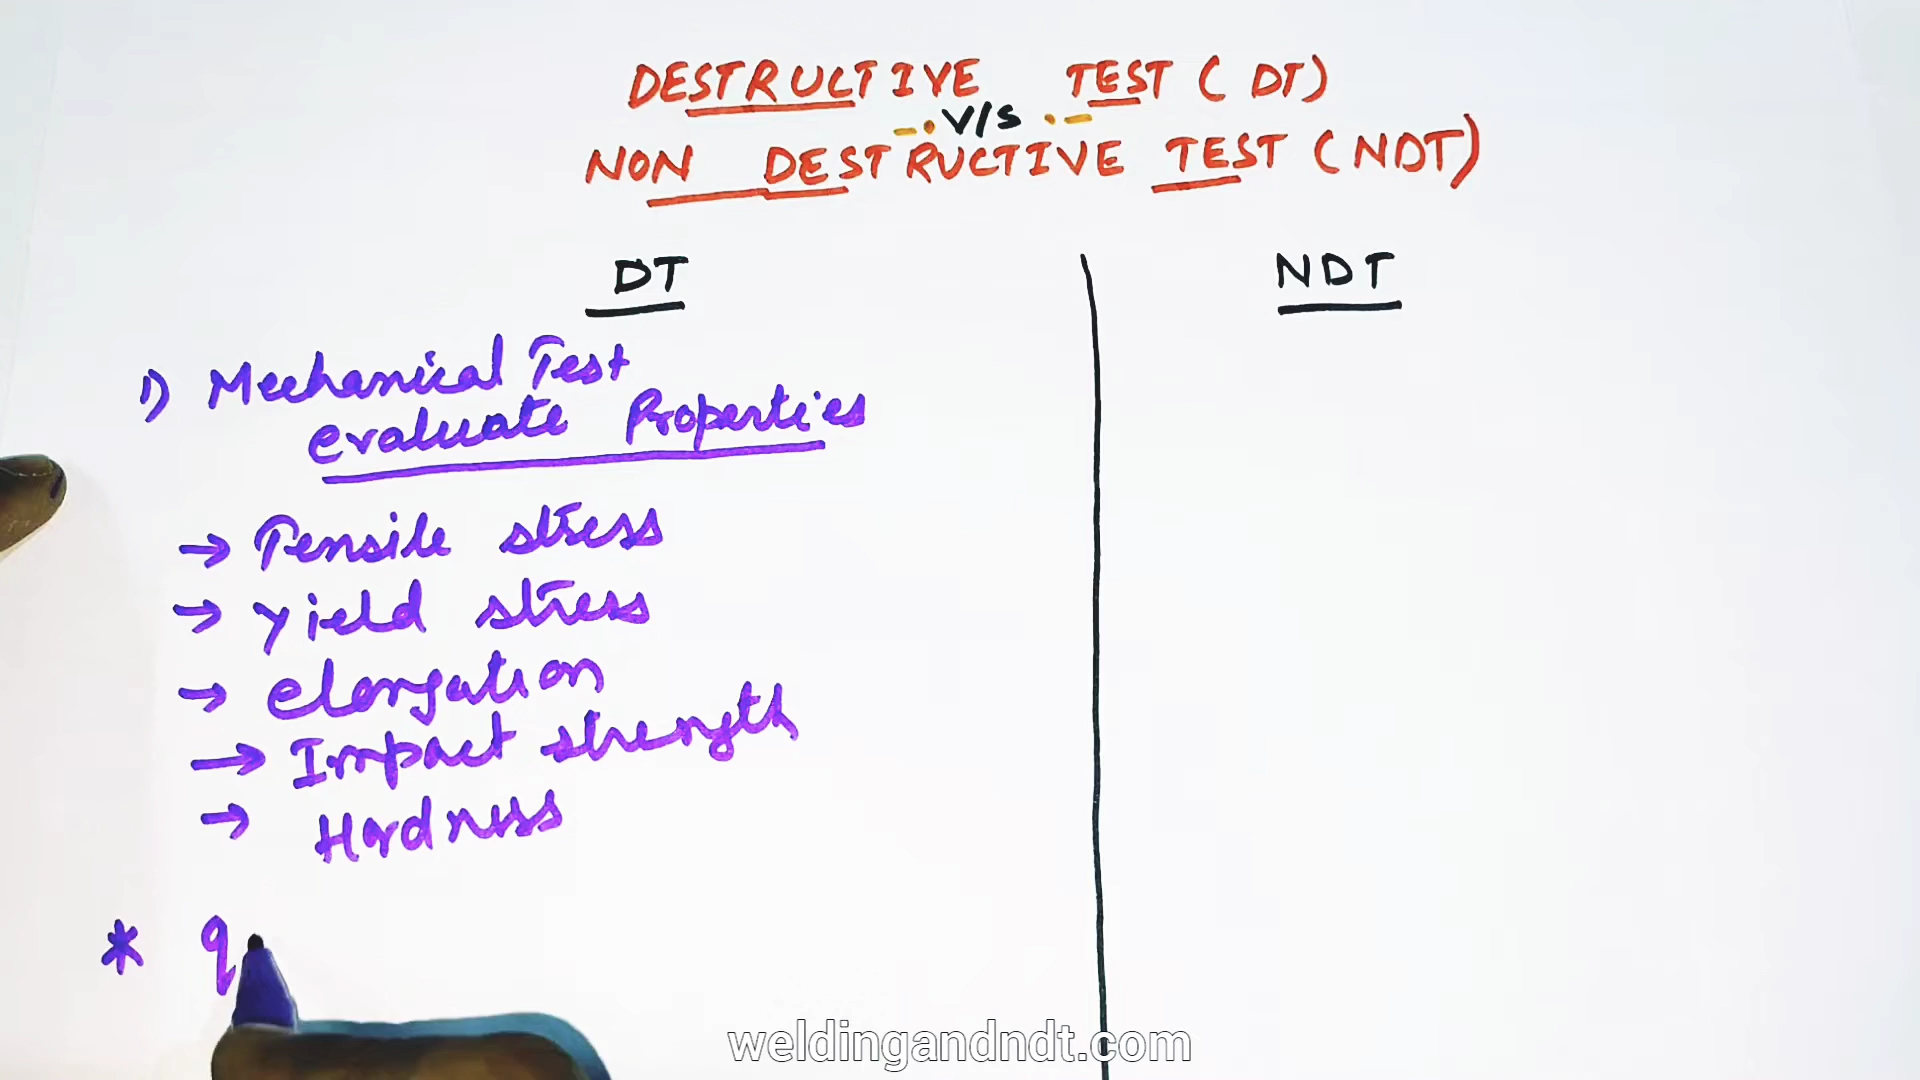 DESTRUCTIVE TEST (DT)
V/S
NON DESTRUCTIVE TEST (NDT)
DT
NDT
1) Mechanical Test
evaluate Properties
→ Tensile stress
→ Yield stress
→ elongation
→ Impact strength
→ Hardness
* q
weldingandndt.com